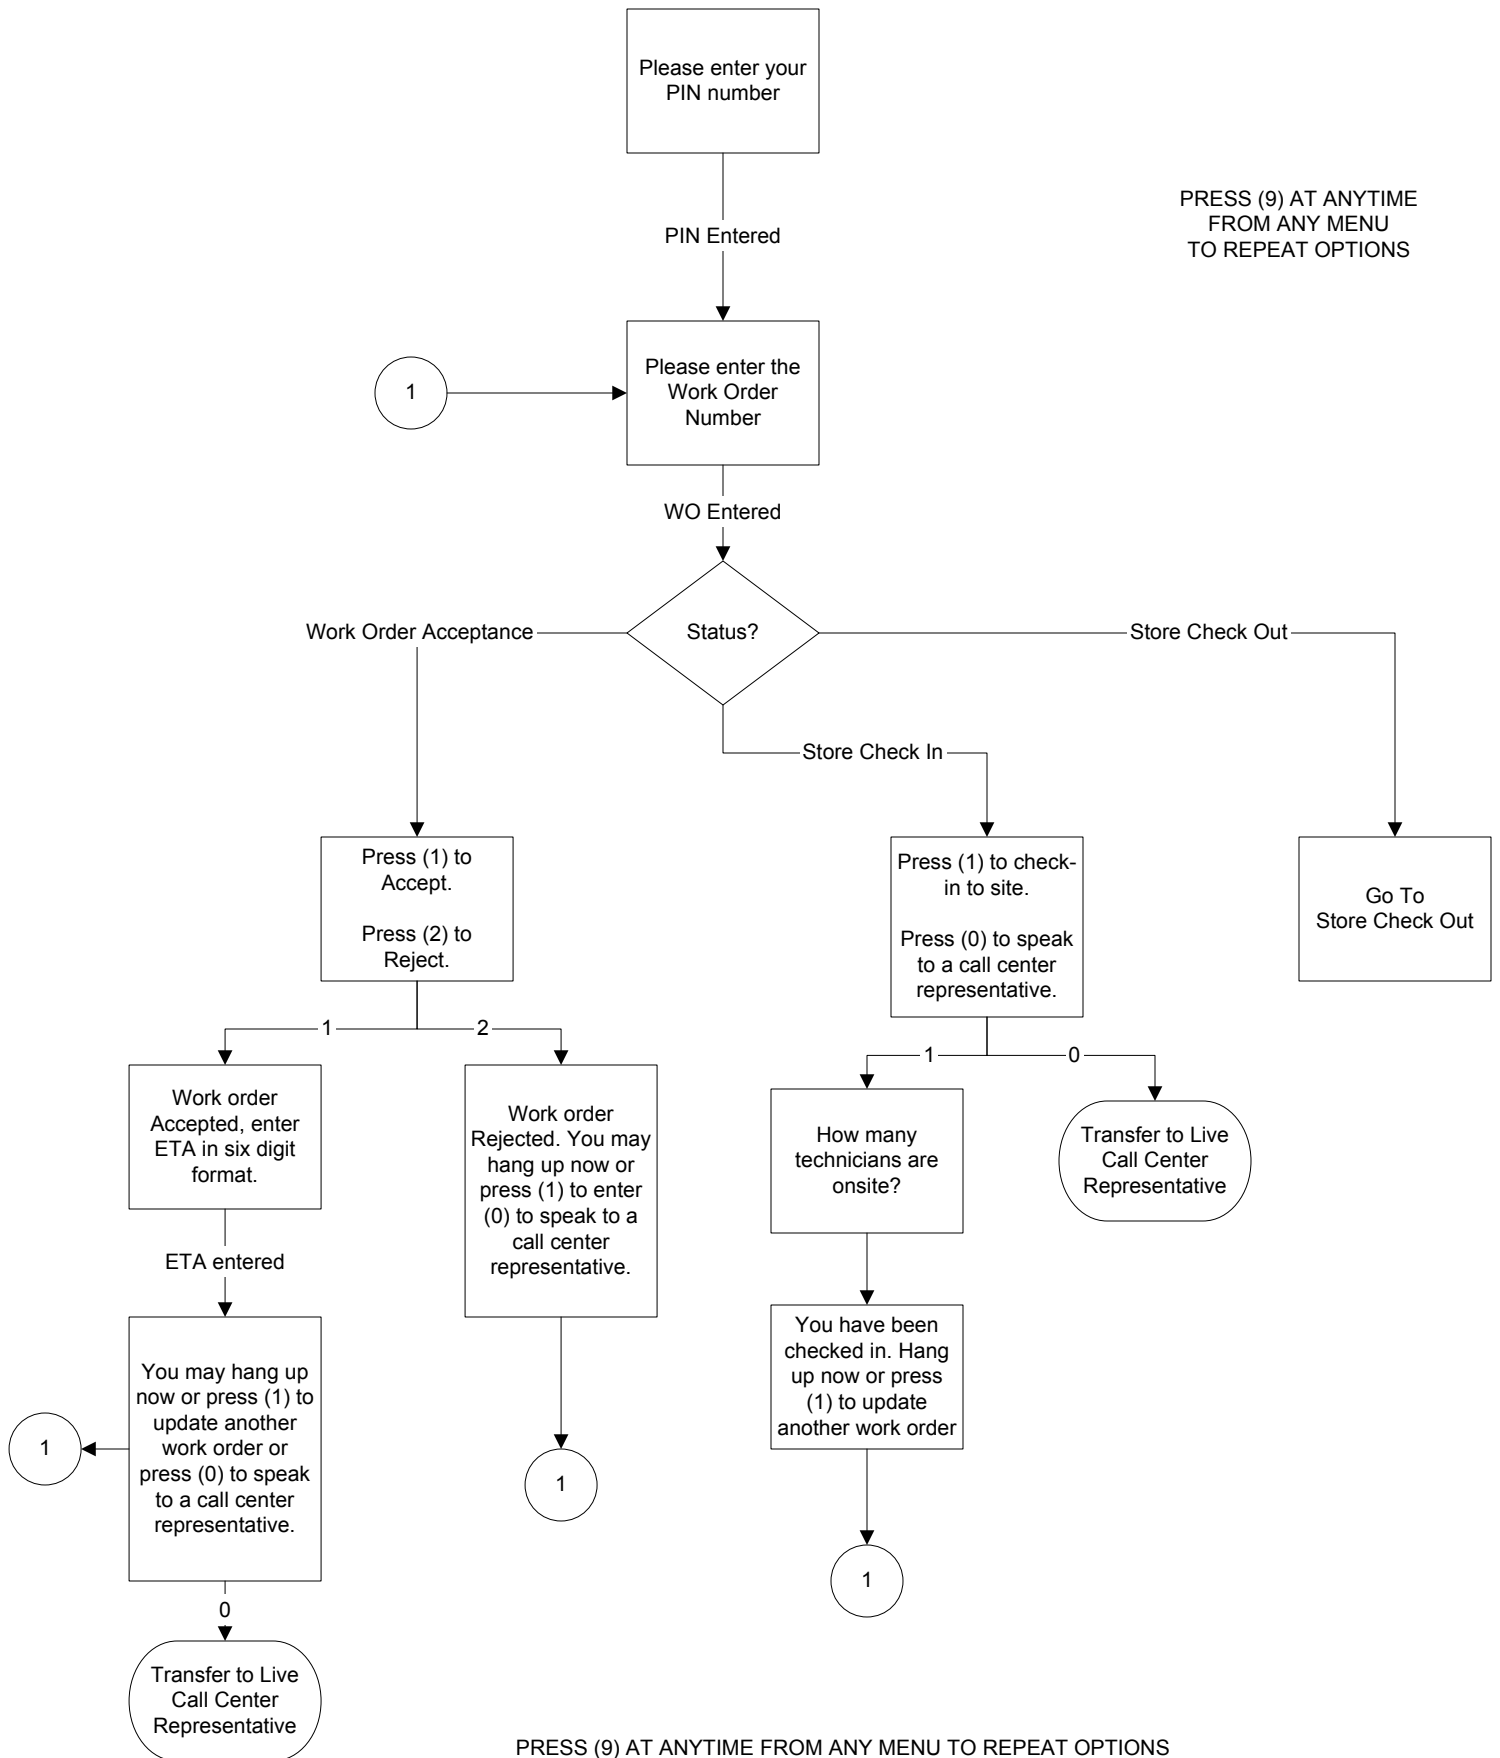 Please enter your
PIN number
PRESS (9) AT ANYTIME
FROM ANY MENU
TO REPEAT OPTIONS
PIN Entered
1
Please enter the
Work Order
Number
WO Entered
Work Order Acceptance
Status?
Store Check Out
Store Check In
Press (1) to
Accept.
Press (2) to
Reject.
Press (1) to check-
in to site.
Press (0) to speak
to a call center
representative.
Go To
Store Check Out
1
2
1
0
Work order
Accepted, enter
ETA in six digit
format.
Work order
Rejected. You may
hang up now or
press (1) to enter
(0) to speak to a
call center
representative.
How many
technicians are
onsite?
Transfer to Live
Call Center
Representative
ETA entered
You may hang up
now or press (1) to
update another
work order or
press (0) to speak
to a call center
representative.
You have been
checked in. Hang
up now or press
(1) to update
another work order
1
1
1
0
Transfer to Live
Call Center
Representative
PRESS (9) AT ANYTIME FROM ANY MENU TO REPEAT OPTIONS